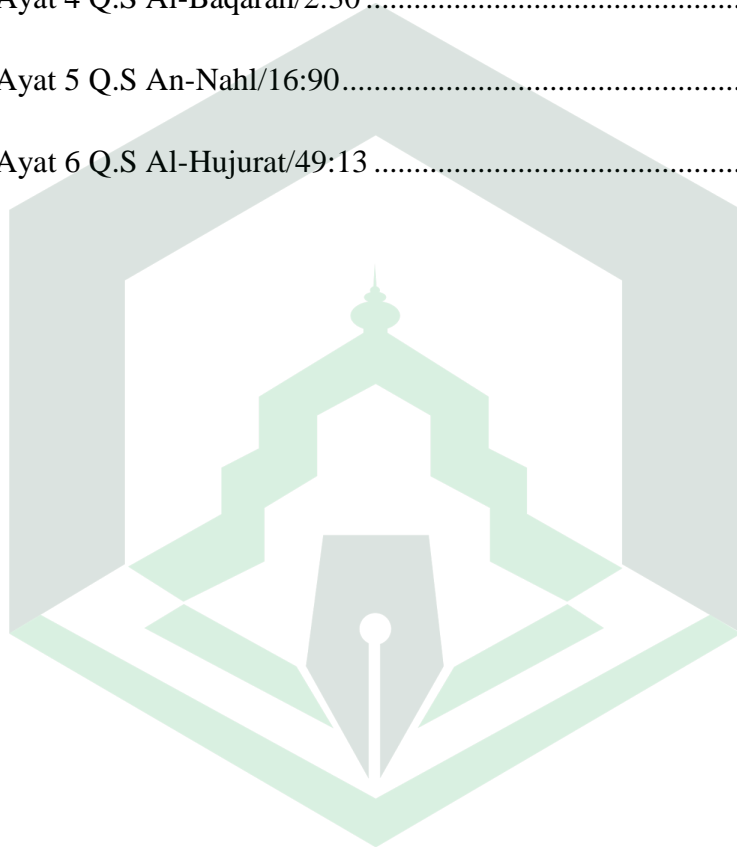 Ayat 4 Q.S Al-Baqarah/2:30 ................................................
Ayat 5 Q.S An-Nahl/16:90...................................................
Ayat 6 Q.S Al-Hujurat/49:13 ...............................................